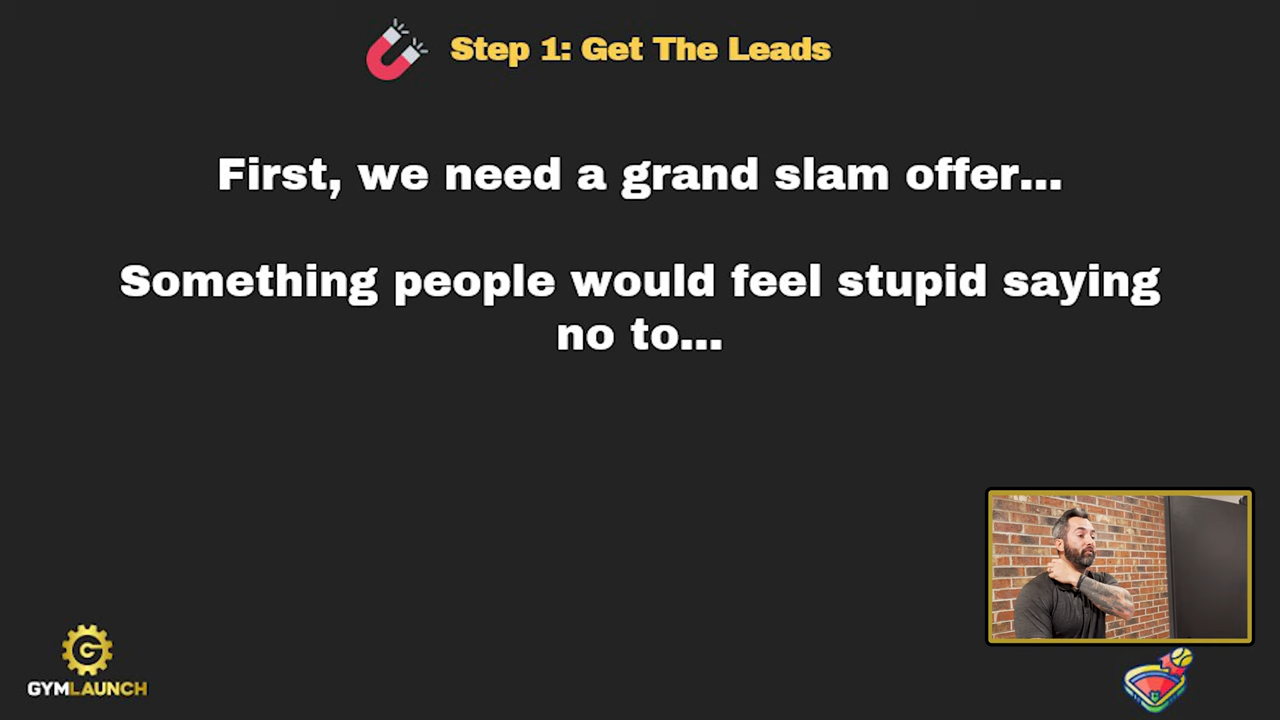 Step 1: Get The Leads
First, we need a grand slam offer...
Something people would feel stupid saying
no to...
GYMLAUNCH